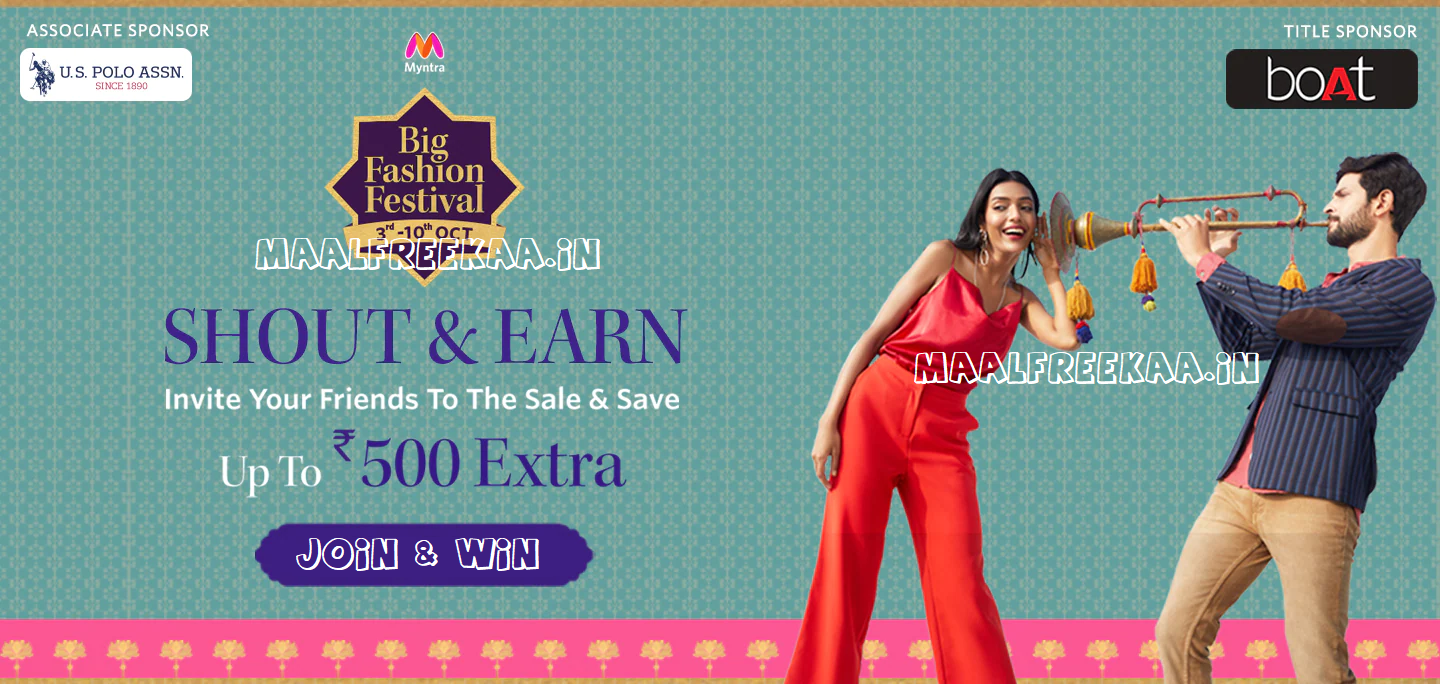 ASSOCIATE SPONSOR
U.S. POLO ASSN.
SINCE 1890
Myntra
TITLE SPONSOR
boAt
Big
Fashion
Festival
3rd -10th OCT
MAALFREEKAA.iN
SHOUT & EARN
Invite Your Friends To The Sale & Save
Up To ₹500 Extra
JOiN & WiN
MAALFREEKAA.iN